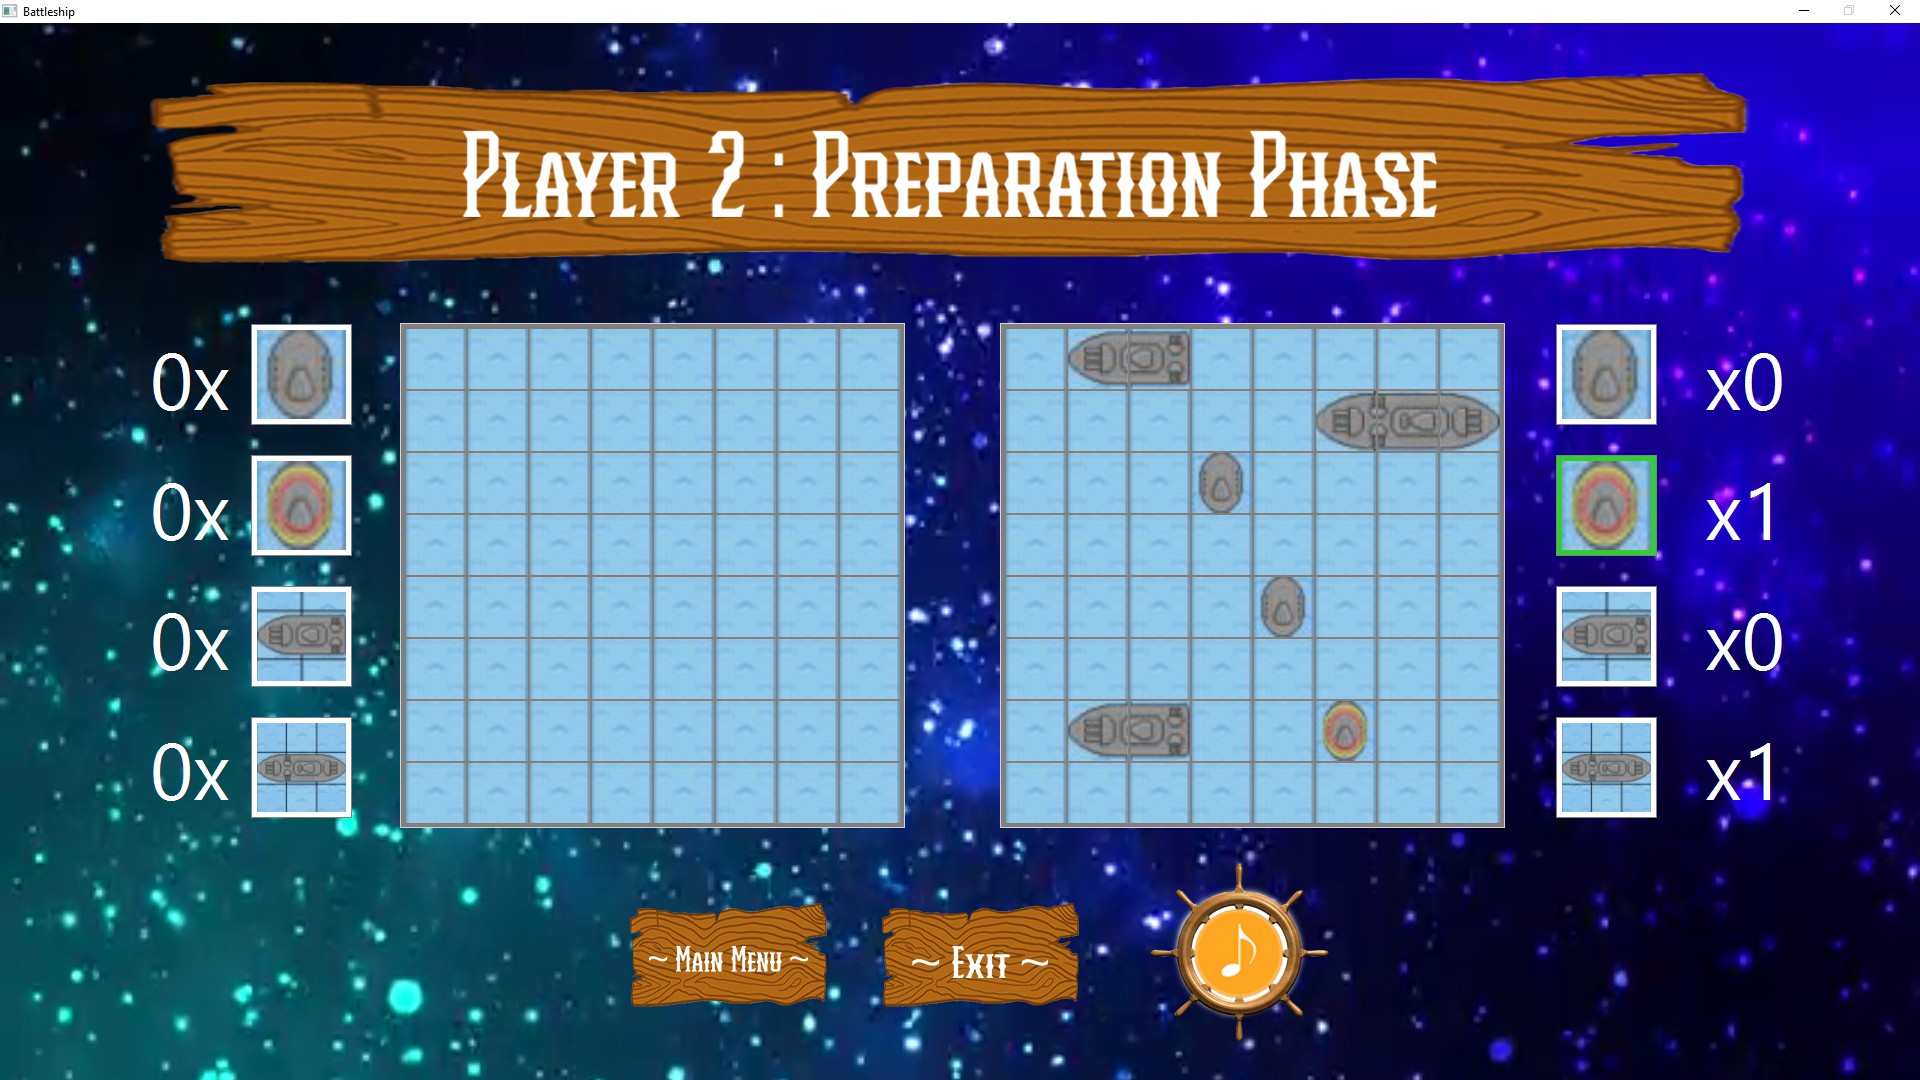 Battleship
Player 2 : Preparation Phase
0x
x0
0x
x1
0x
x0
0x
x1
~ Main Menu ~
~ Exit ~